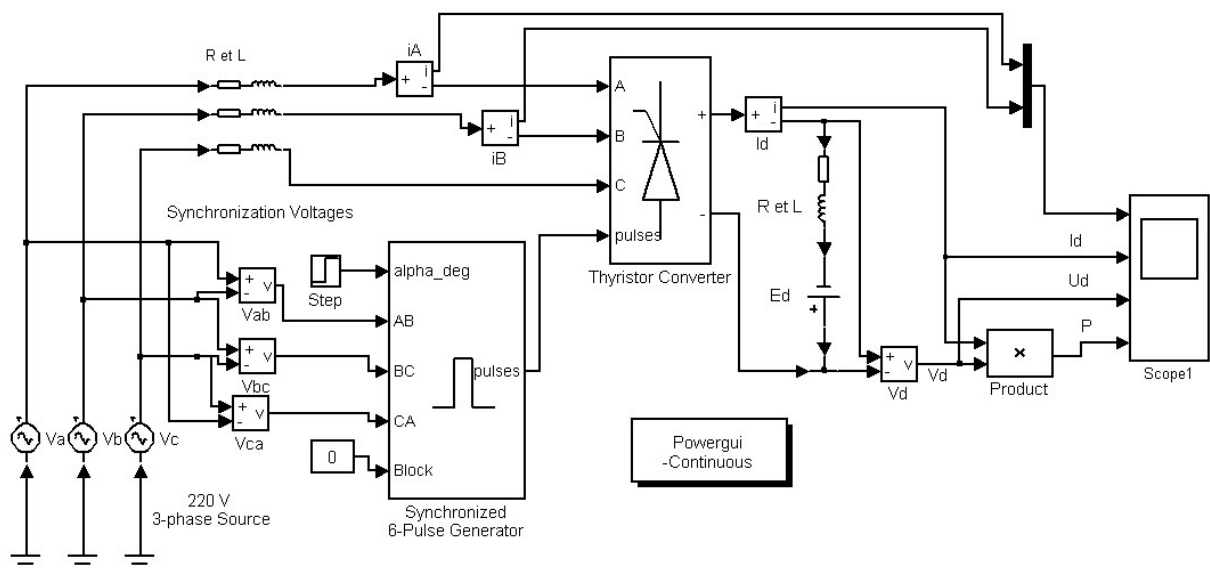 R et L
iA
i
+
-
iB
i
+
-
A
B
C
pulses
+
-
Thyristor Converter
Id
i
+
-
R et L
Ed
+
Synchronization Voltages
Step
alpha_deg
AB
BC
CA
Block
pulses
Synchronized
6-Pulse Generator
+
-
v
Vab
+
-
v
Vbc
+
-
v
Vca
Va
Vb
Vc
220 V
3-phase Source
0
Powergui
-Continuous
+
-
v
Vd
Vd
×
Product
Id
Ud
P
Scope1